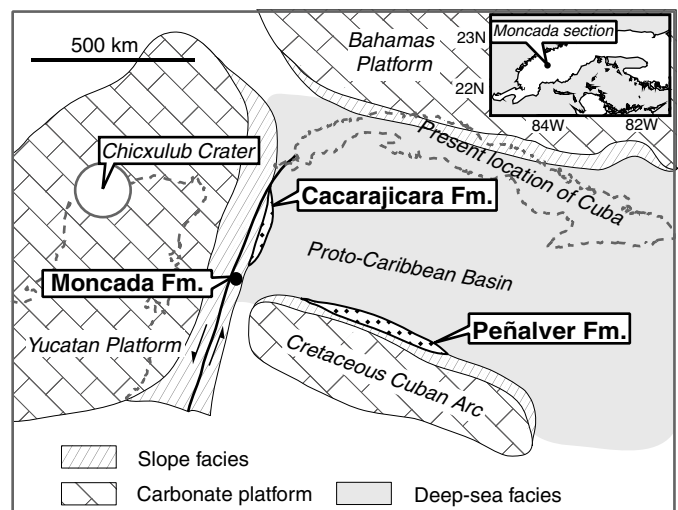 500 km
Bahamas
Platform
23N
Moncada section
22N
84W
82W
Chicxulub Crater
Present location of Cuba
Cacarajicara Fm.
Proto-Caribbean Basin
Moncada Fm.
Yucatan Platform
Peñalver Fm.
Cretaceous Cuban Arc
Slope facies
Carbonate platform
Deep-sea facies